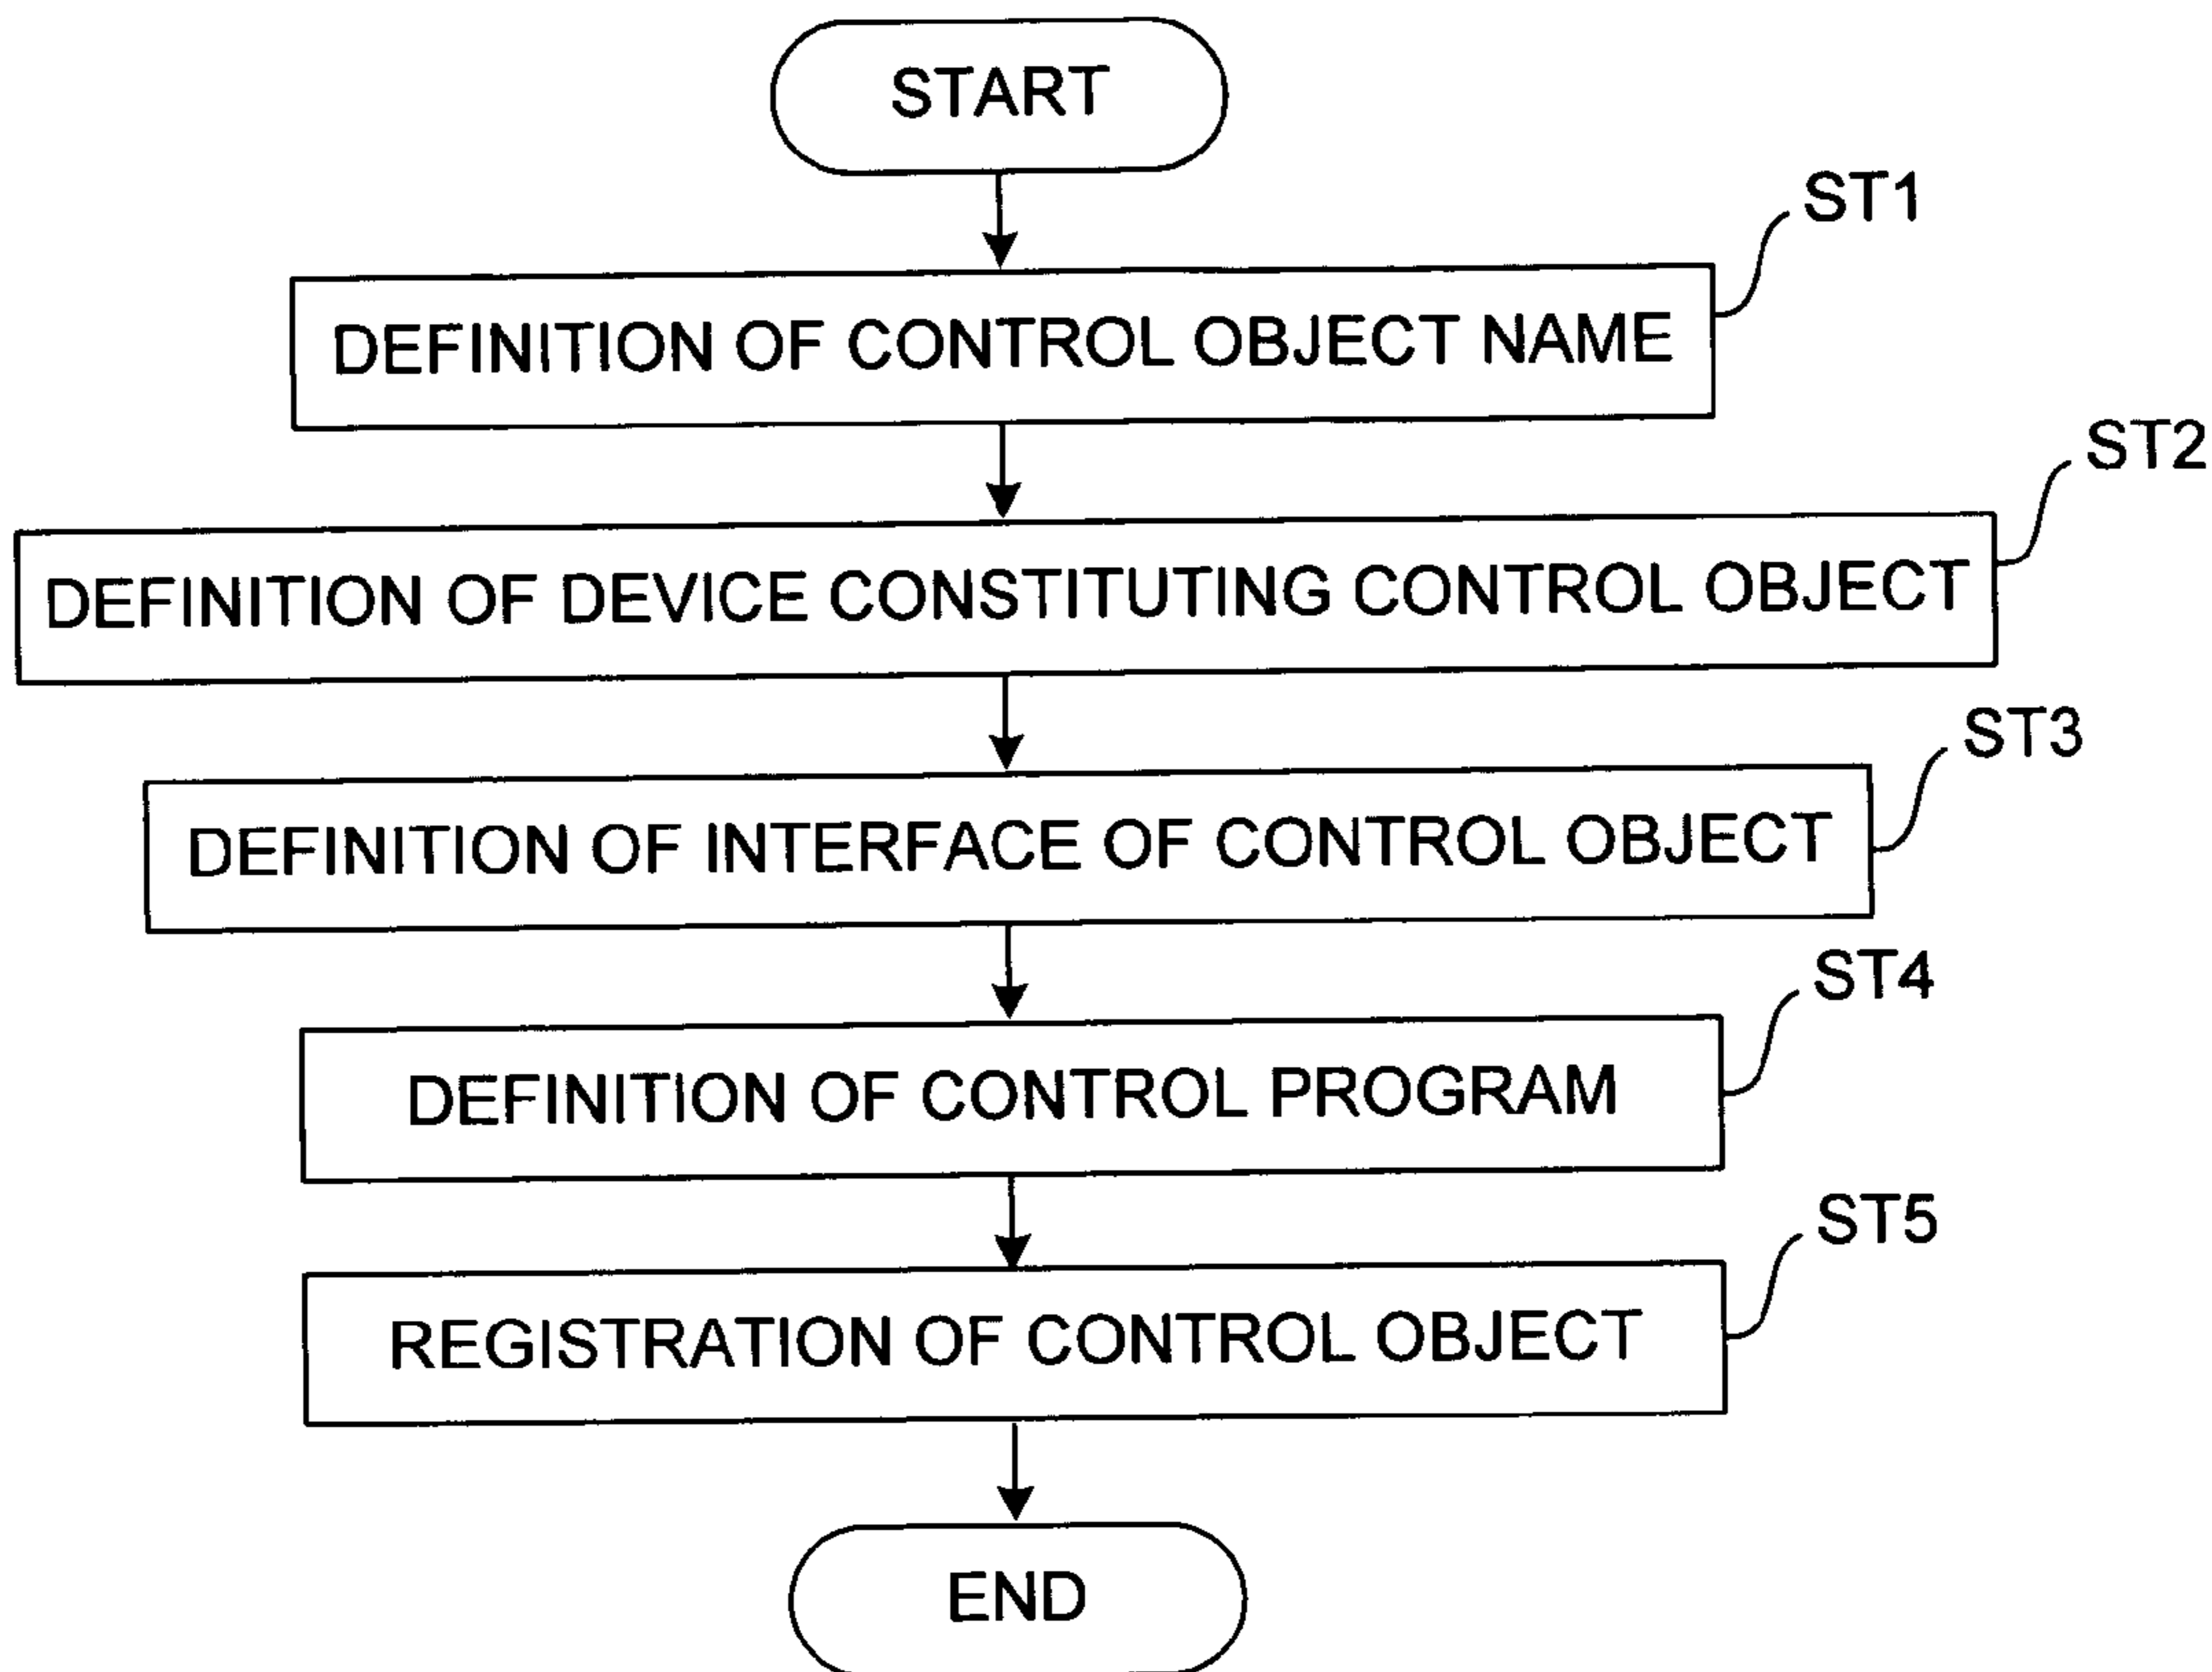 START
ST1
DEFINITION OF CONTROL OBJECT NAME
ST2
DEFINITION OF DEVICE CONSTITUTING CONTROL OBJECT
ST3
DEFINITION OF INTERFACE OF CONTROL OBJECT
ST4
DEFINITION OF CONTROL PROGRAM
ST5
REGISTRATION OF CONTROL OBJECT
END